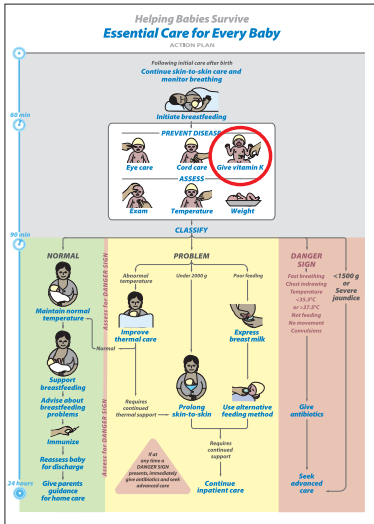 Helping Babies Survive
Essential Care for Every Baby
ACTION PLAN
Following initial care after birth
Continue skin-to-skin care and
monitor breathing
Initiate breastfeeding
60 min
PREVENT DISEASE
Eye care
Cord care
Give vitamin K
ASSESS
Exam
Temperature
Weight
CLASSIFY
90 min
NORMAL
Maintain normal
temperature
Support
breastfeeding
Advise about
breastfeeding
problems
Immunize
Reassess baby
for discharge
Give parents
guidance
for home care
24 hours
Assess for DANGER SIGN
Assess for DANGER SIGN
PROBLEM
Abnormal
temperature
Under 2000 g
Poor feeding
Improve
thermal care
Normal
Express
breast milk
Requires
continued
thermal support
Prolong
skin-to-skin
Use alternative
feeding method
Requires
continued
support
Continue
inpatient care
If at
any time a
DANGER SIGN
presents, immediately
give antibiotics and seek
advanced care
DANGER
SIGN
Fast breathing
Chest indrawing
Temperature
<35.5°C
or >37.5°C
Not feeding
No movement
Convulsions
<1500 g
or
Severe
jaundice
Give
antibiotics
Seek
advanced
care